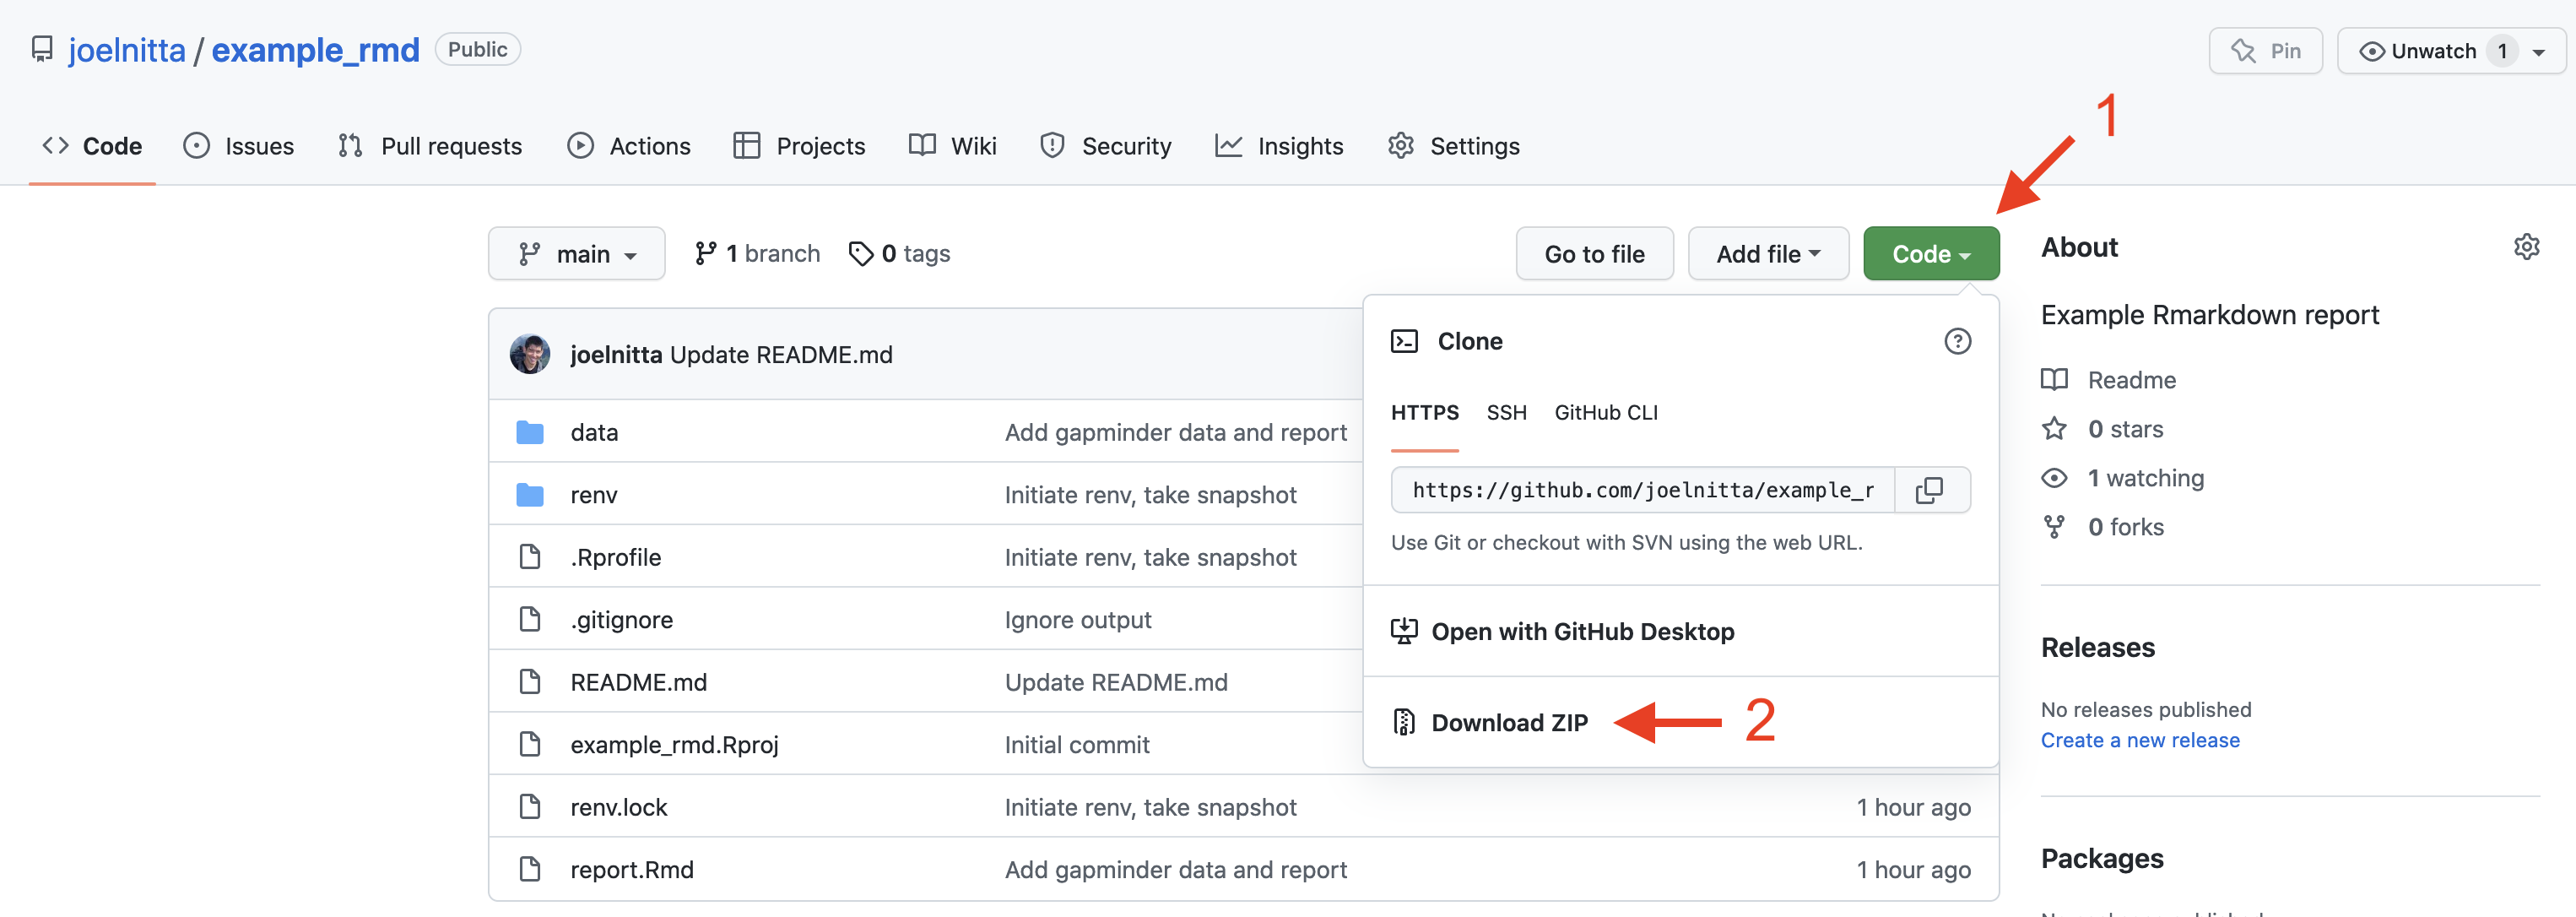 joelnitta / example_rmd Public
Pin
Unwatch 1
1
Code
Issues
Pull requests
Actions
Projects
Wiki
Security
Insights
Settings
main
1 branch
0 tags
Go to file
Add file
Code
joelnitta Update README.md
data Add gapminder data and report
renv Initiate renv, take snapshot
.Rprofile Initiate renv, take snapshot
.gitignore Ignore output
README.md Update README.md
example_rmd.Rproj Initial commit
renv.lock Initiate renv, take snapshot 1 hour ago
report.Rmd Add gapminder data and report 1 hour ago
Clone
HTTPS SSH GitHub CLI
https://github.com/joelnitta/example_r
Use Git or checkout with SVN using the web URL.
Open with GitHub Desktop
Download ZIP
2
About
Example Rmarkdown report
Readme
0 stars
1 watching
0 forks
Releases
No releases published
Create a new release
Packages